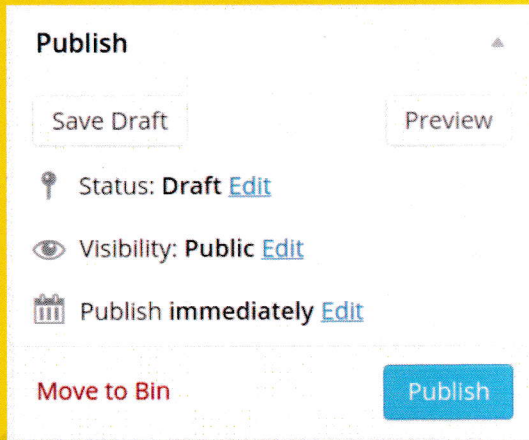 Publish
Save Draft Preview
Status: Draft Edit
Visibility: Public Edit
Publish immediately Edit
Move to Bin Publish